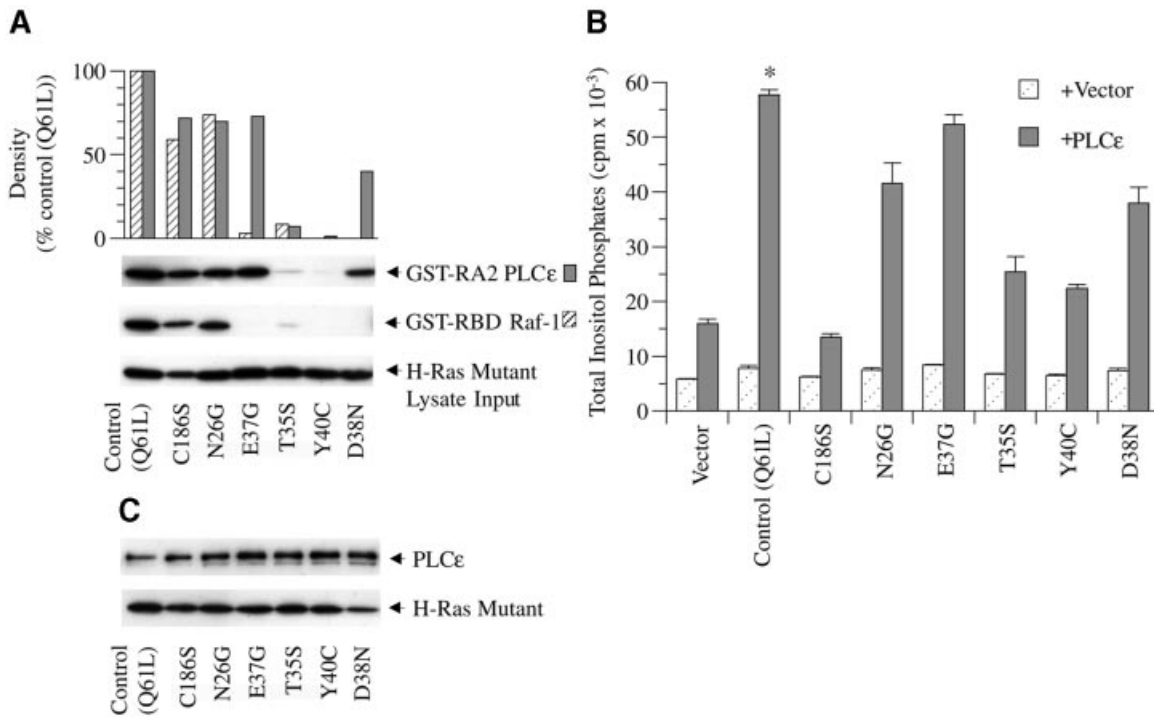 A
Density
(% control (Q61L))
100
50
0
GST-RA2 PLCε
GST-RBD Raf-1
H-Ras Mutant
Lysate Input
Control
(Q61L)
C186S
N26G
E37G
T35S
Y40C
D38N
B
Total Inositol Phosphates (cpm x 10-3)
60
50
40
30
20
10
0
*
+Vector
+PLCε
Vector
Control (Q61L)
C186S
N26G
E37G
T35S
Y40C
D38N
C
PLCε
H-Ras Mutant
Control
(Q61L)
C186S
N26G
E37G
T35S
Y40C
D38N